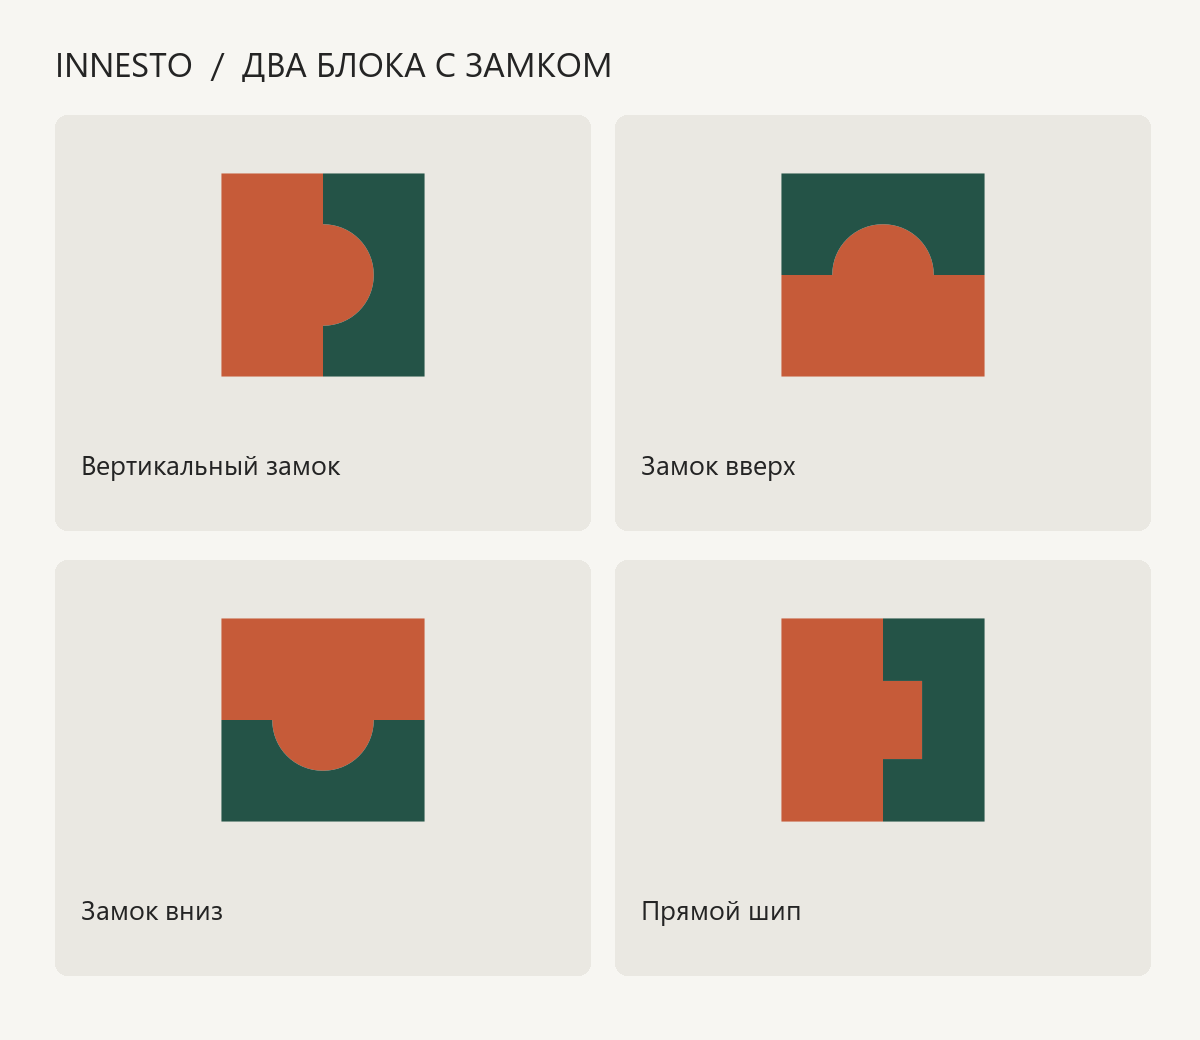 INNESTO / ДВА БЛОКА С ЗАМКОМ
Вертикальный замок
Замок вверх
Замок вниз
Прямой шип